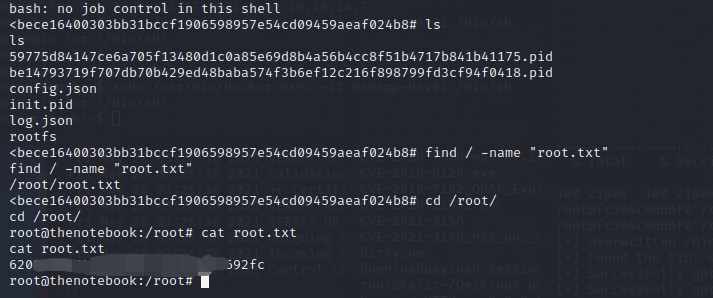 bash: no job control in this shell
<bece16400303bb31bccf1906598957e54cd09459aeaf024b8# ls
ls
59775d84147ce6a705f13480d1c0a85e69d8b4a56b4cc8f51b4717b841b41175.pid
be14793719f707db70b429ed48baba574f3b6ef12c216f898799fd3cf94f0418.pid
config.json
init.pid
log.json
rootfs
<bece16400303bb31bccf1906598957e54cd09459aeaf024b8# find / -name "root.txt"
find / -name "root.txt"
/root/root.txt
<bece16400303bb31bccf1906598957e54cd09459aeaf024b8# cd /root/
cd /root/
root@thenotebook:/root# cat root.txt
cat root.txt
620 692fc
root@thenotebook:/root#